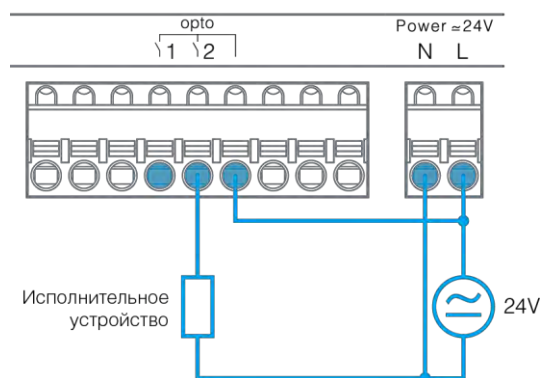 opto
1 2
Power ≃24V
N L
Исполнительное
устройство
24V